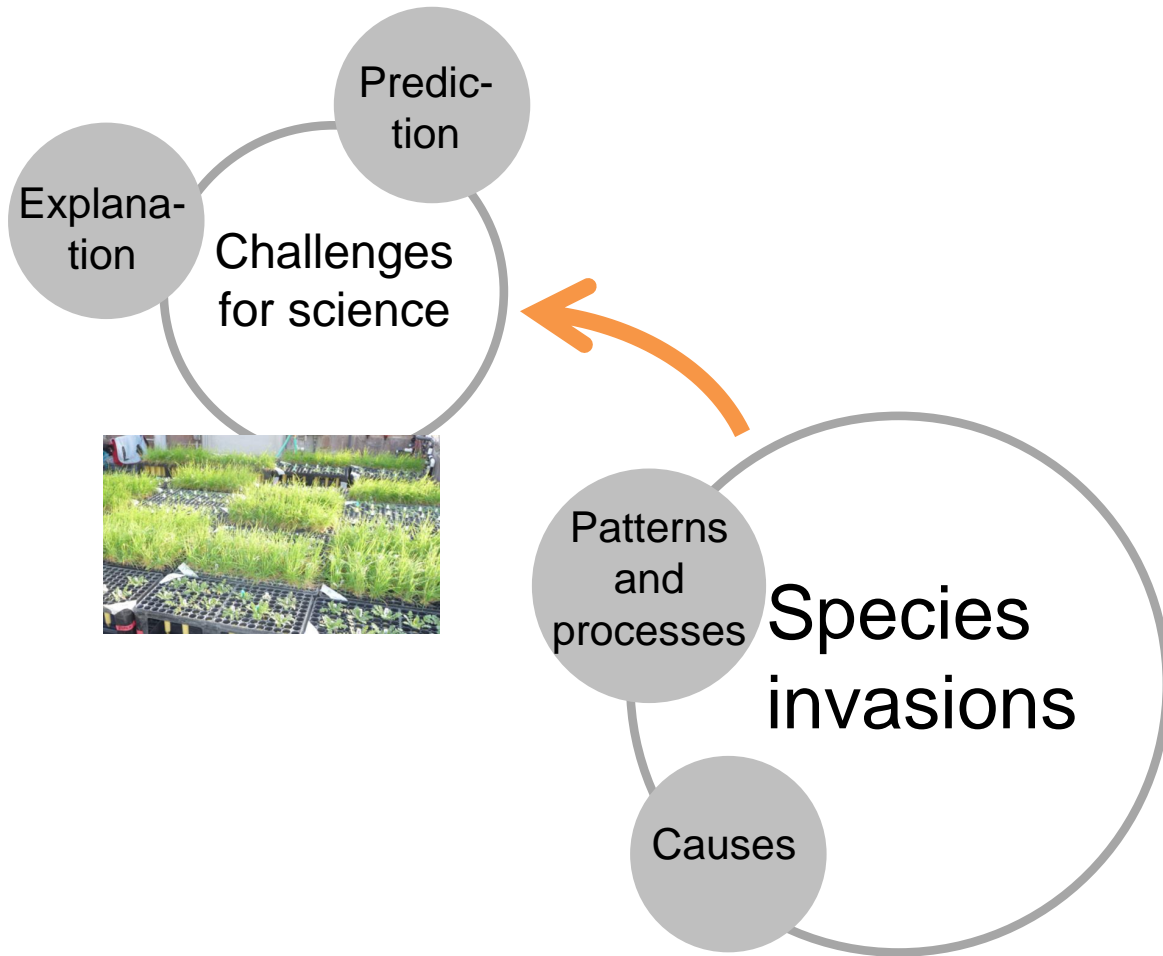 Predic-
tion
Explana-
tion
Challenges
for science
Patterns
and
processes
Species
invasions
Causes